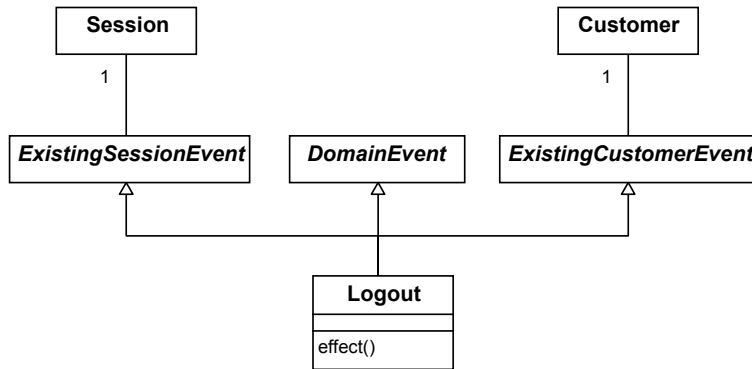 Session
Customer
1
1
ExistingSessionEvent
DomainEvent
ExistingCustomerEvent
Logout
effect()